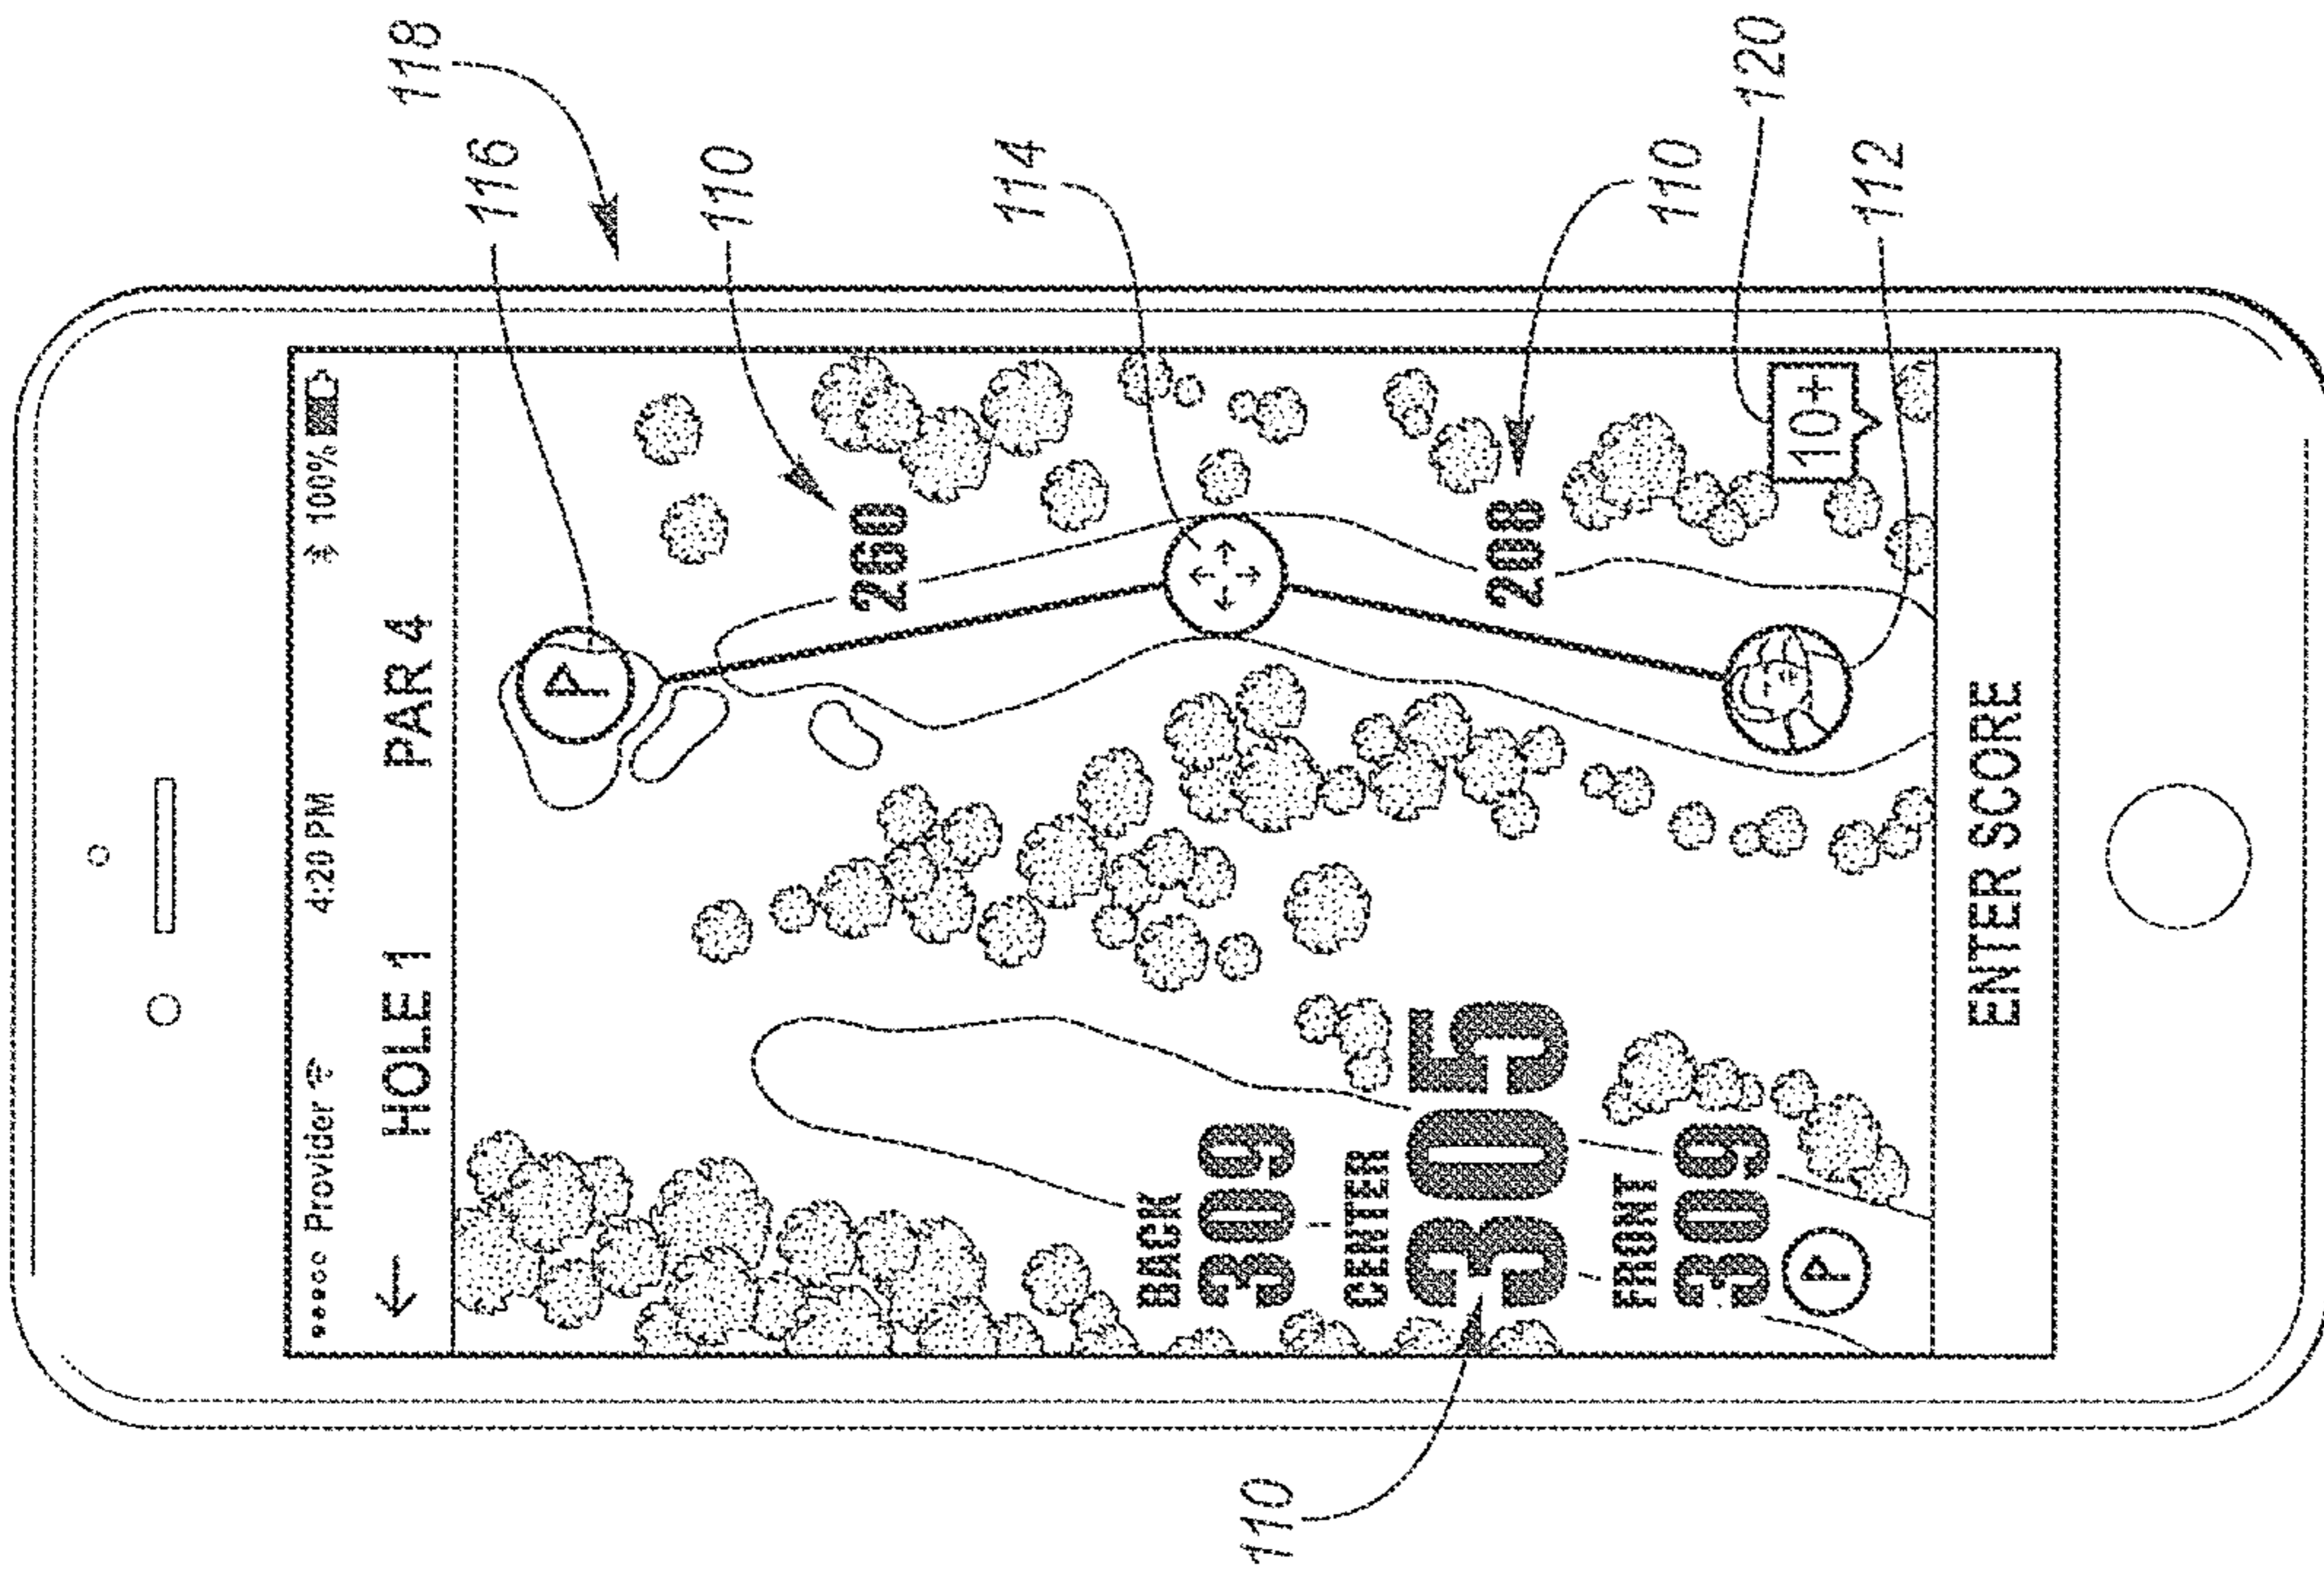 118
116
110
114
110
120
112
Provider 4:20 PM 100%
← HOLE 1 PAR 4
P
260
208
10+
BACK
309
CENTER
305
FRONT
309
P
110
ENTER SCORE